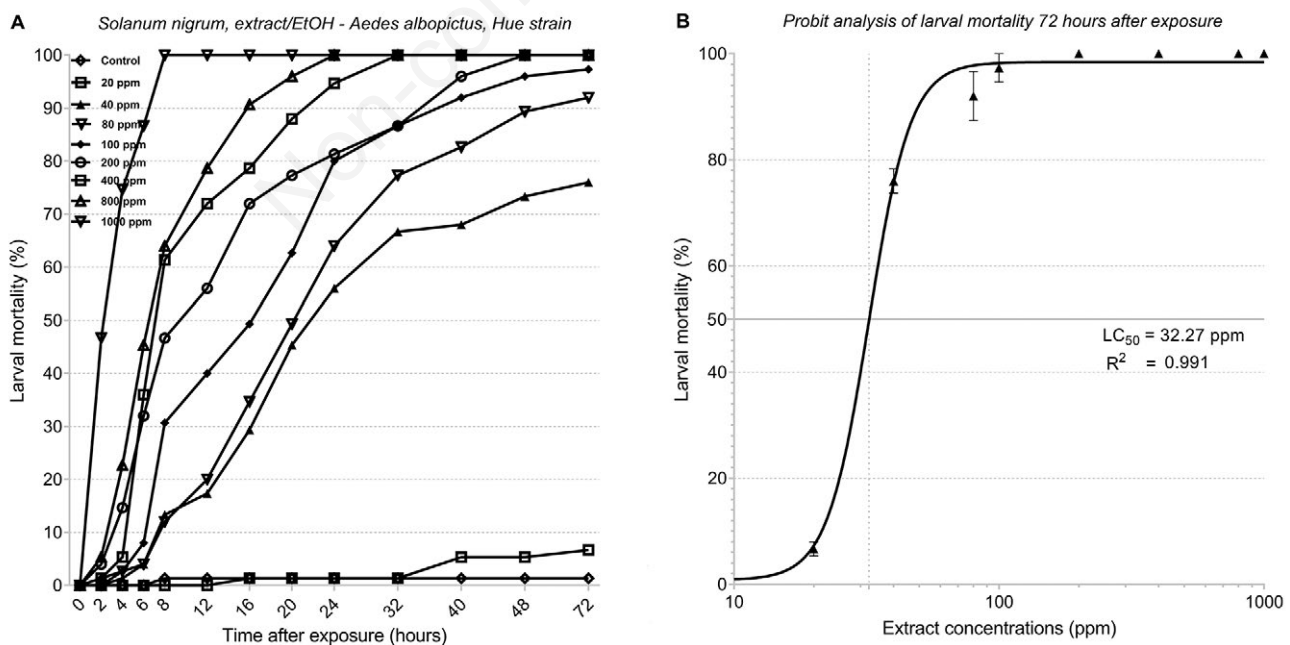 A
Solanum nigrum, extract/EtOH - Aedes albopictus, Hue strain
100
90
80
70
60
50
40
30
20
10
0
Larval mortality (%)
Control
20 ppm
40 ppm
80 ppm
100 ppm
200 ppm
400 ppm
800 ppm
1000 ppm
0 2 4 6 8 12 16 20 24 32 40 48 72
Time after exposure (hours)
Non-com
B
Probit analysis of larval mortality 72 hours after exposure
100
80
60
50
40
20
0
Larval mortality (%)
LC50 = 32.27 ppm
R2 = 0.991
10 100 1000
Extract concentrations (ppm)